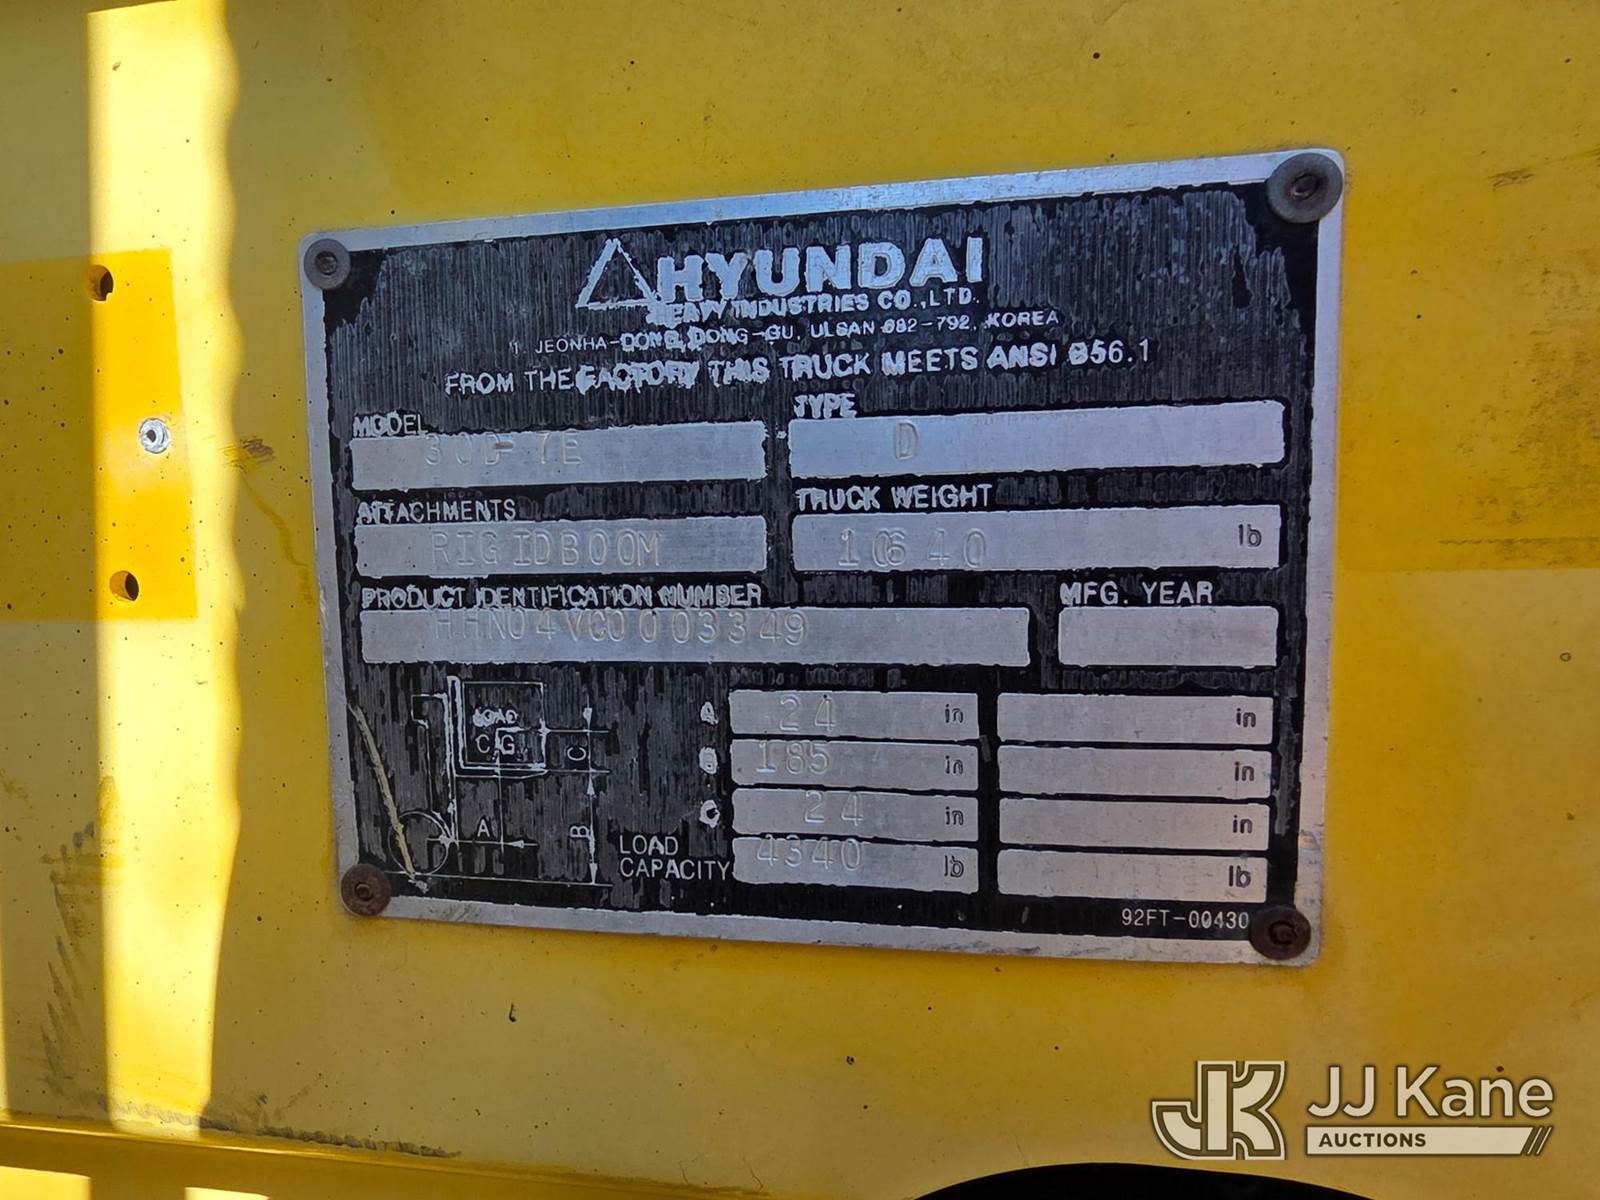 HYUNDAI
HEAVY INDUSTRIES CO.,LTD.
1 JEONHA-DONG, DONG-GU, ULSAN 682-792, KOREA
FROM THE FACTORY THIS TRUCK MEETS ANSI B56.1
MODEL TYPE
30D-7E D
ATTACHMENTS TRUCK WEIGHT
RIGIDBOOM 10640 lb
PRODUCT IDENTIFICATION NUMBER MFG. YEAR
HHN04VC00003349
LOAD
C.G. C
A B
A 24 in in
B 185 in in
C 24 in in
LOAD CAPACITY 4340 lb lb
92FT-00430
JK JJ Kane
AUCTIONS